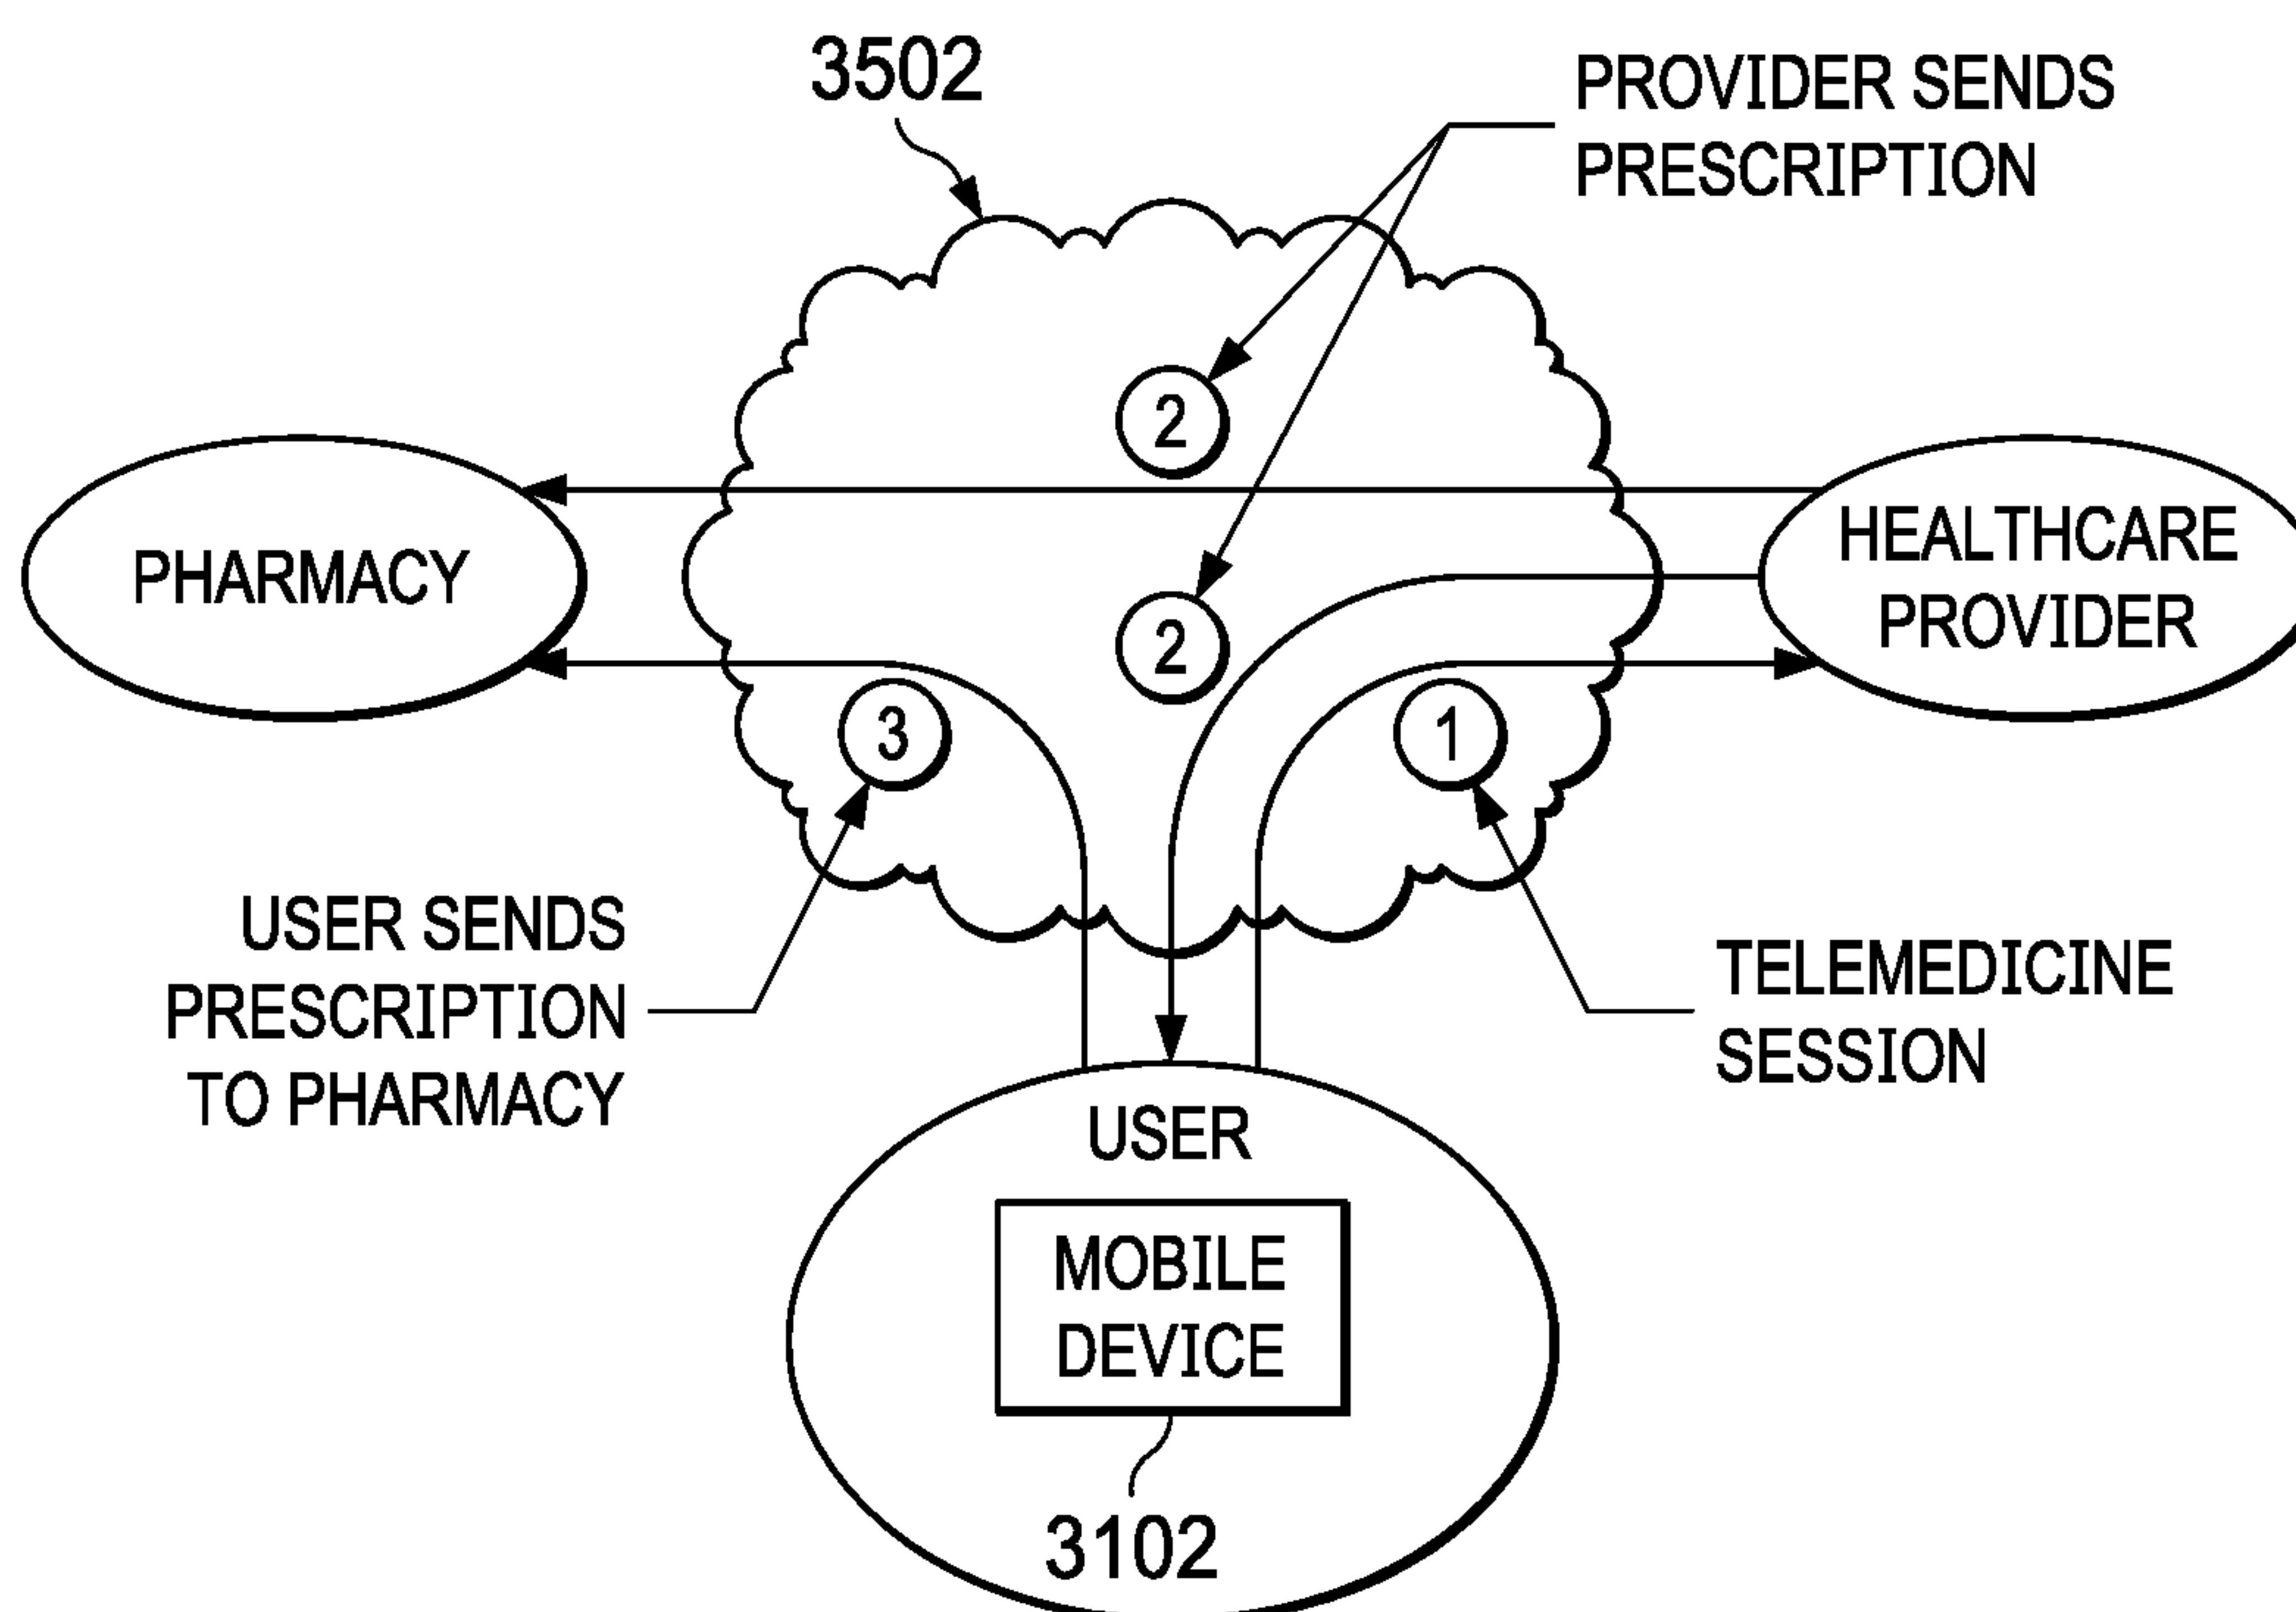 3502
PROVIDER SENDS
PRESCRIPTION
2
PHARMACY
HEALTHCARE
PROVIDER
2
3
1
USER SENDS
PRESCRIPTION
TO PHARMACY
TELEMEDICINE
SESSION
USER
MOBILE
DEVICE
3102